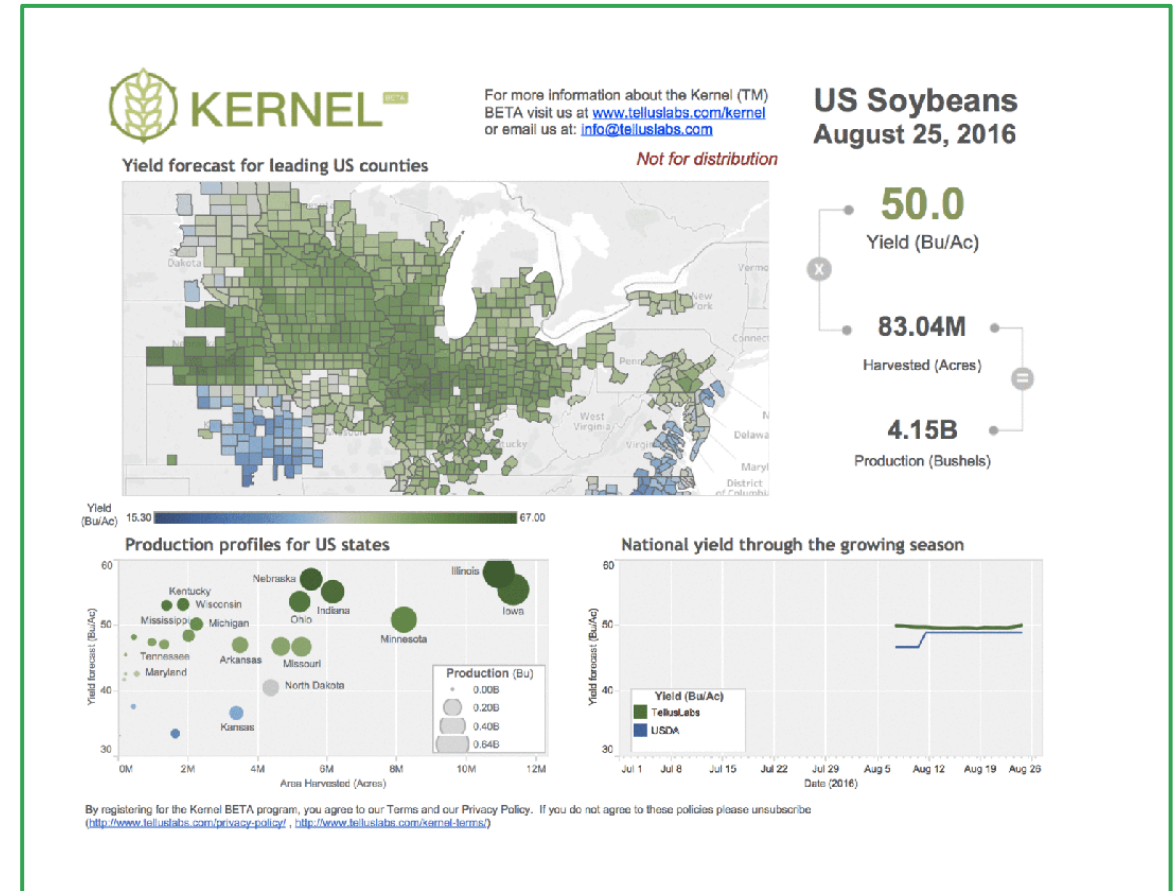 KERNEL BETA
For more information about the Kernel (TM)
BETA visit us at www.telluslabs.com/kernel
or email us at: info@telluslabs.com
US Soybeans
August 25, 2016
Not for distribution
Yield forecast for leading US counties
Dakota
Vermo
New
York
Connect
Penn
West
Virginia
Virgin
Delawa
Maryl
District
of Columbi
50.0
Yield (Bu/Ac)
x
83.04M
Harvested (Acres)
=
4.15B
Production (Bushels)
Yield
(Bu/Ac)
15.30
67.00
Production profiles for US states
60
50
40
30
Yield forecast (Bu/Ac)
Illinois
Nebraska
Kentucky
Wisconsin
Indiana
Iowa
Ohio
Mississippi
Michigan
Minnesota
Tennessee
Arkansas
Missouri
Maryland
North Dakota
Kansas
Production (Bu)
0.00B
0.20B
0.40B
0.64B
0M 2M 4M 6M 8M 10M 12M
Area Harvested (Acres)
National yield through the growing season
60
50
40
30
Yield forecast (Bu/Ac)
Yield (Bu/Ac)
TellusLabs
USDA
Jul 1 Jul 8 Jul 15 Jul 22 Jul 29 Aug 5 Aug 12 Aug 19 Aug 26
Date (2016)
By registering for the Kernel BETA program, you agree to our Terms and our Privacy Policy. If you do not agree to these policies please unsubscribe
(http://www.telluslabs.com/privacy-policy/ , http://www.telluslabs.com/kernel-terms/)